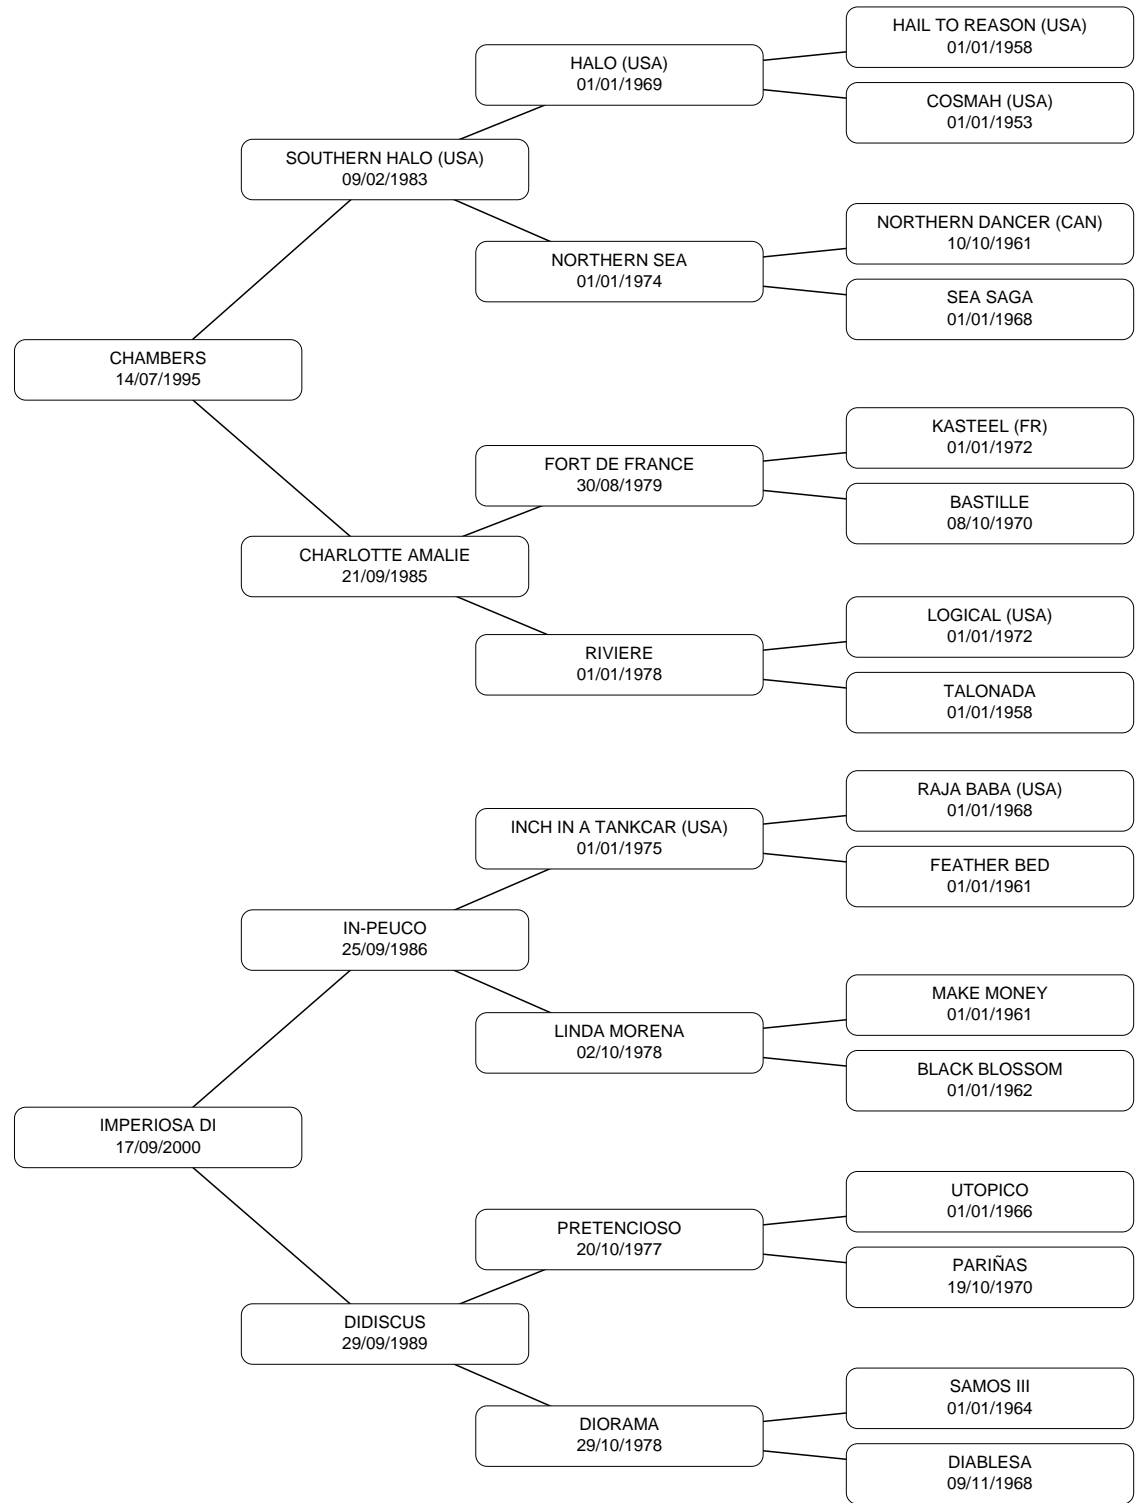 HAIL TO REASON (USA)
01/01/1958
HALO (USA)
01/01/1969
COSMAH (USA)
01/01/1953
SOUTHERN HALO (USA)
09/02/1983
NORTHERN DANCER (CAN)
10/10/1961
NORTHERN SEA
01/01/1974
SEA SAGA
01/01/1968
CHAMBERS
14/07/1995
KASTEEL (FR)
01/01/1972
FORT DE FRANCE
30/08/1979
BASTILLE
08/10/1970
CHARLOTTE AMALIE
21/09/1985
LOGICAL (USA)
01/01/1972
RIVIERE
01/01/1978
TALONADA
01/01/1958
RAJA BABA (USA)
01/01/1968
INCH IN A TANKCAR (USA)
01/01/1975
FEATHER BED
01/01/1961
IN-PEUCO
25/09/1986
MAKE MONEY
01/01/1961
LINDA MORENA
02/10/1978
BLACK BLOSSOM
01/01/1962
IMPERIOSA DI
17/09/2000
UTOPICO
01/01/1966
PRETENCIOSO
20/10/1977
PARIÑAS
19/10/1970
DIDISCUS
29/09/1989
SAMOS III
01/01/1964
DIORAMA
29/10/1978
DIABLESA
09/11/1968